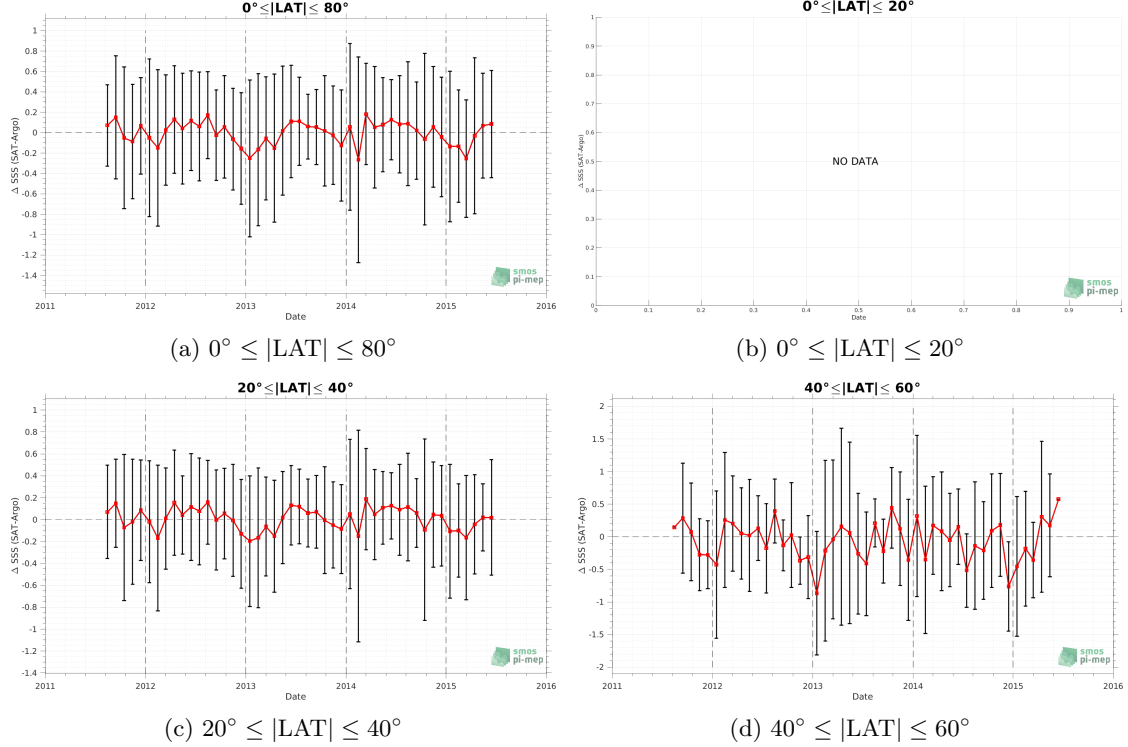 0°≤|LAT|≤ 80°
1
0.8
0.6
0.4
0.2
0
-0.2
-0.4
-0.6
-0.8
-1
-1.2
-1.4
Δ SSS (SAT-Argo)
2011 2012 2013 2014 2015 2016
Date
smos
pi-mep
(a) 0° ≤ |LAT| ≤ 80°
0°≤|LAT|≤ 20°
1
0.9
0.8
0.7
0.6
0.5
0.4
0.3
0.2
0.1
0
Δ SSS (SAT-Argo)
NO DATA
0 0.1 0.2 0.3 0.4 0.5 0.6 0.7 0.8 0.9 1
Date
smos
pi-mep
(b) 0° ≤ |LAT| ≤ 20°
20°≤|LAT|≤ 40°
1
0.8
0.6
0.4
0.2
0
-0.2
-0.4
-0.6
-0.8
-1
-1.2
-1.4
Δ SSS (SAT-Argo)
2011 2012 2013 2014 2015 2016
Date
smos
pi-mep
(c) 20° ≤ |LAT| ≤ 40°
40°≤|LAT|≤ 60°
2
1.5
1
0.5
0
-0.5
-1
-1.5
-2
Δ SSS (SAT-Argo)
2011 2012 2013 2014 2015 2016
Date
smos
pi-mep
(d) 40° ≤ |LAT| ≤ 60°